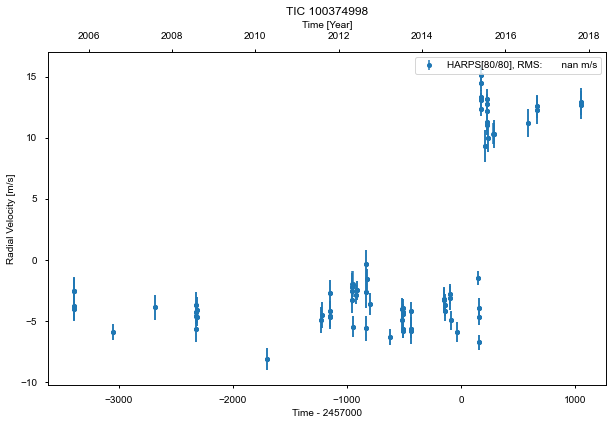 TIC 100374998
Time [Year]
2006 2008 2010 2012 2014 2016 2018
HARPS[80/80], RMS: nan m/s
15
10
5
0
−5
−10
Radial Velocity [m/s]
−3000 −2000 −1000 0 1000
Time - 2457000